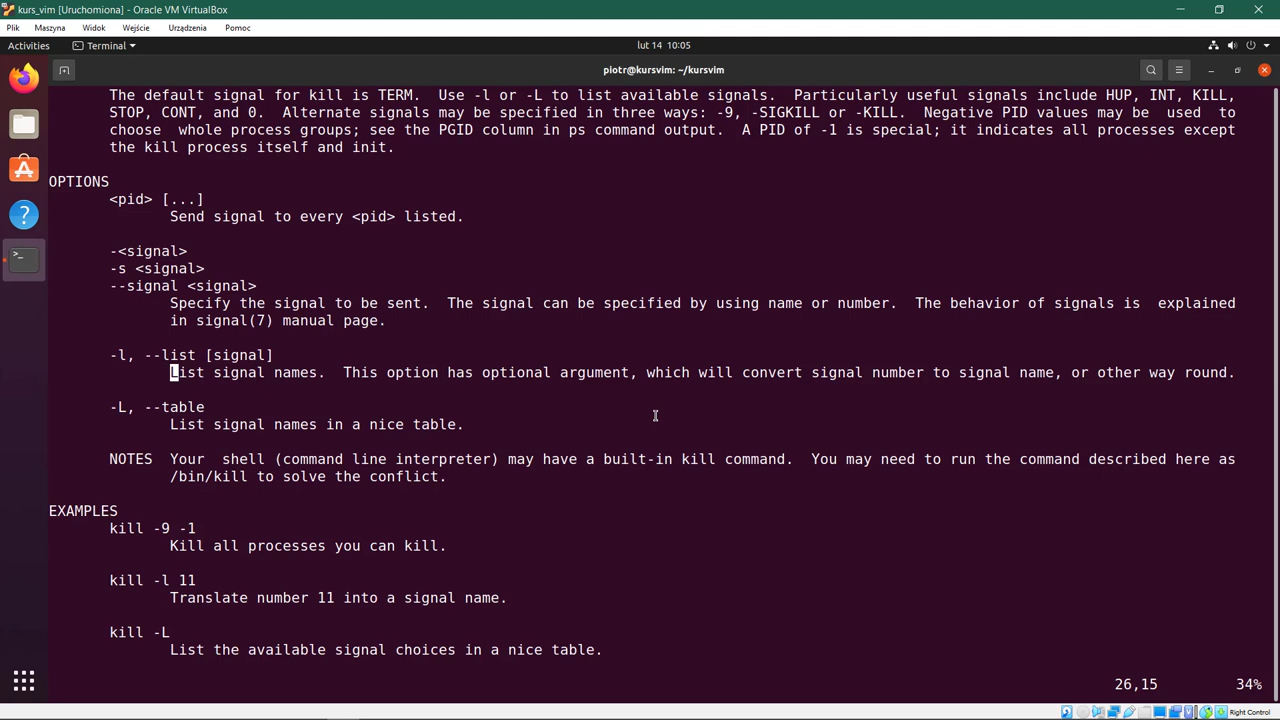 kurs_vim [Uruchomiona] - Oracle VM VirtualBox
Plik Maszyna Widok Wejście Urządzenia Pomoc
Activities Terminal lut 14 10:05
piotr@kursvim: ~/kursvim
The default signal for kill is TERM.  Use -l or -L to list available signals.  Particularly useful signals include HUP, INT, KILL,
STOP, CONT, and 0.  Alternate signals may be specified in three ways: -9, -SIGKILL or -KILL.  Negative PID values may be  used  to
choose  whole process groups; see the PGID column in ps command output.  A PID of -1 is special; it indicates all processes except
the kill process itself and init.
OPTIONS
<pid> [...]
Send signal to every <pid> listed.
-<signal>
-s <signal>
--signal <signal>
Specify the signal to be sent.  The signal can be specified by using name or number.  The behavior of signals is  explained
in signal(7) manual page.
-l, --list [signal]
List signal names.  This option has optional argument, which will convert signal number to signal name, or other way round.
-L, --table
List signal names in a nice table.
NOTES  Your  shell (command line interpreter) may have a built-in kill command.  You may need to run the command described here as
/bin/kill to solve the conflict.
EXAMPLES
kill -9 -1
Kill all processes you can kill.
kill -l 11
Translate number 11 into a signal name.
kill -L
List the available signal choices in a nice table.
26,15 34%
Right Control